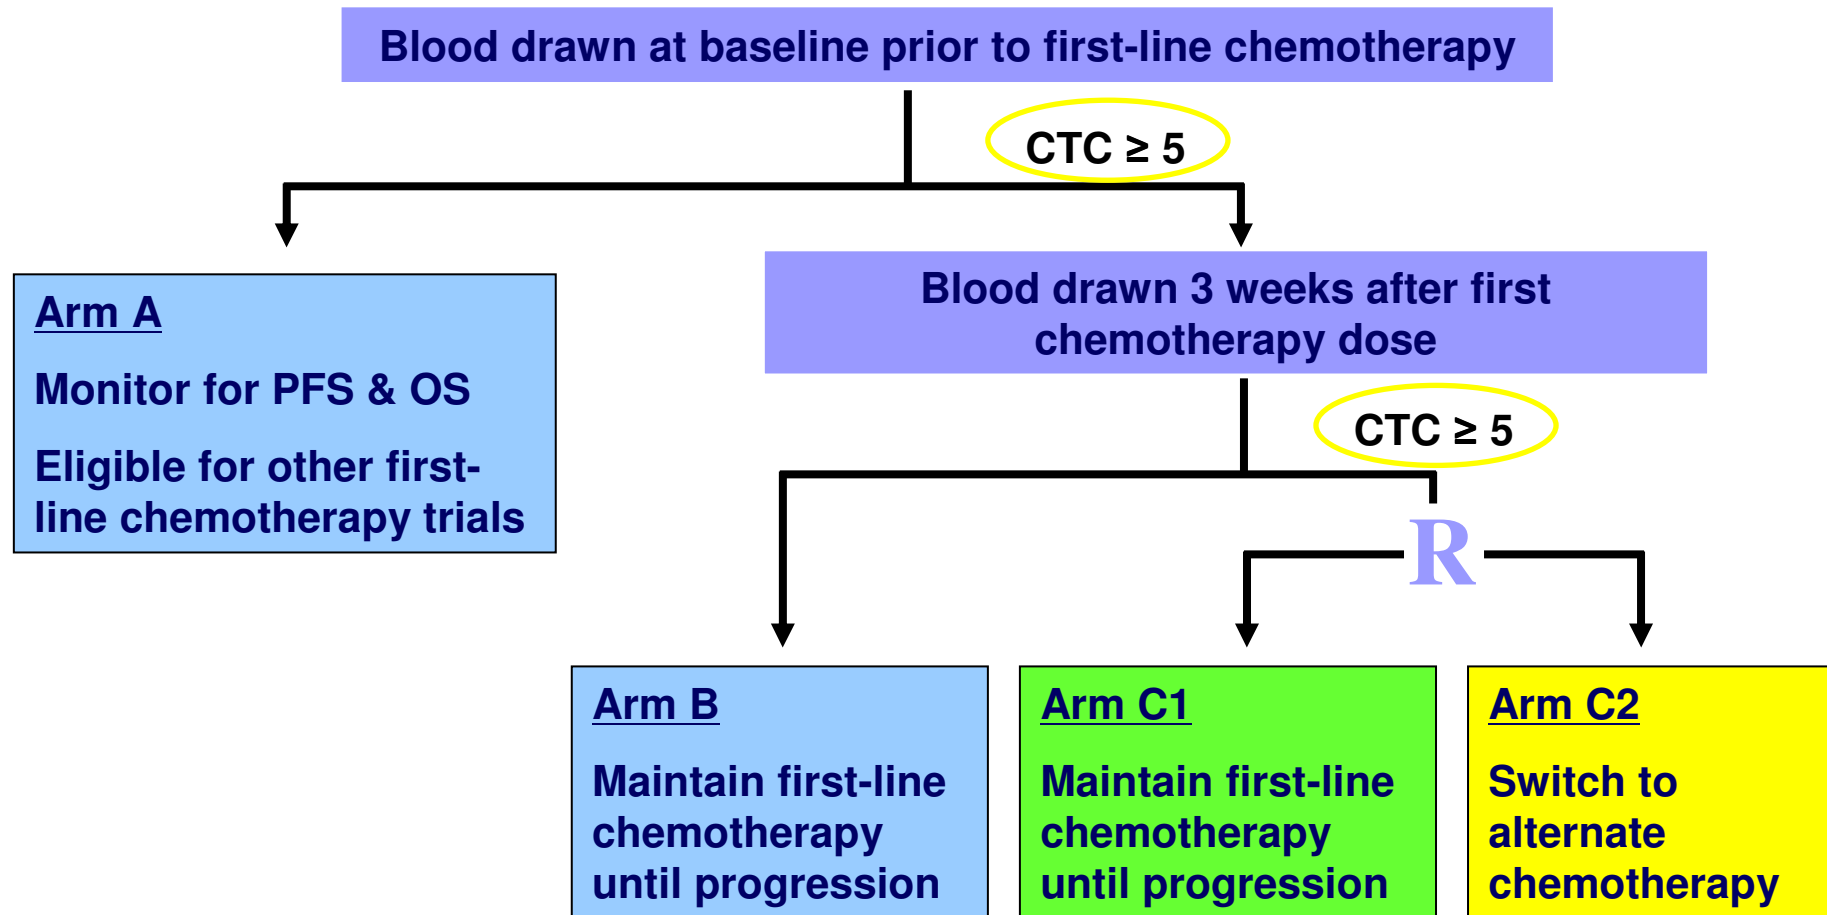 Blood drawn at baseline prior to first-line chemotherapy
CTC ≥ 5
Arm A
Monitor for PFS & OS
Eligible for other first-
line chemotherapy trials
Blood drawn 3 weeks after first
chemotherapy dose
CTC ≥ 5
R
Arm B
Maintain first-line
chemotherapy
until progression
Arm C1
Maintain first-line
chemotherapy
until progression
Arm C2
Switch to
alternate
chemotherapy